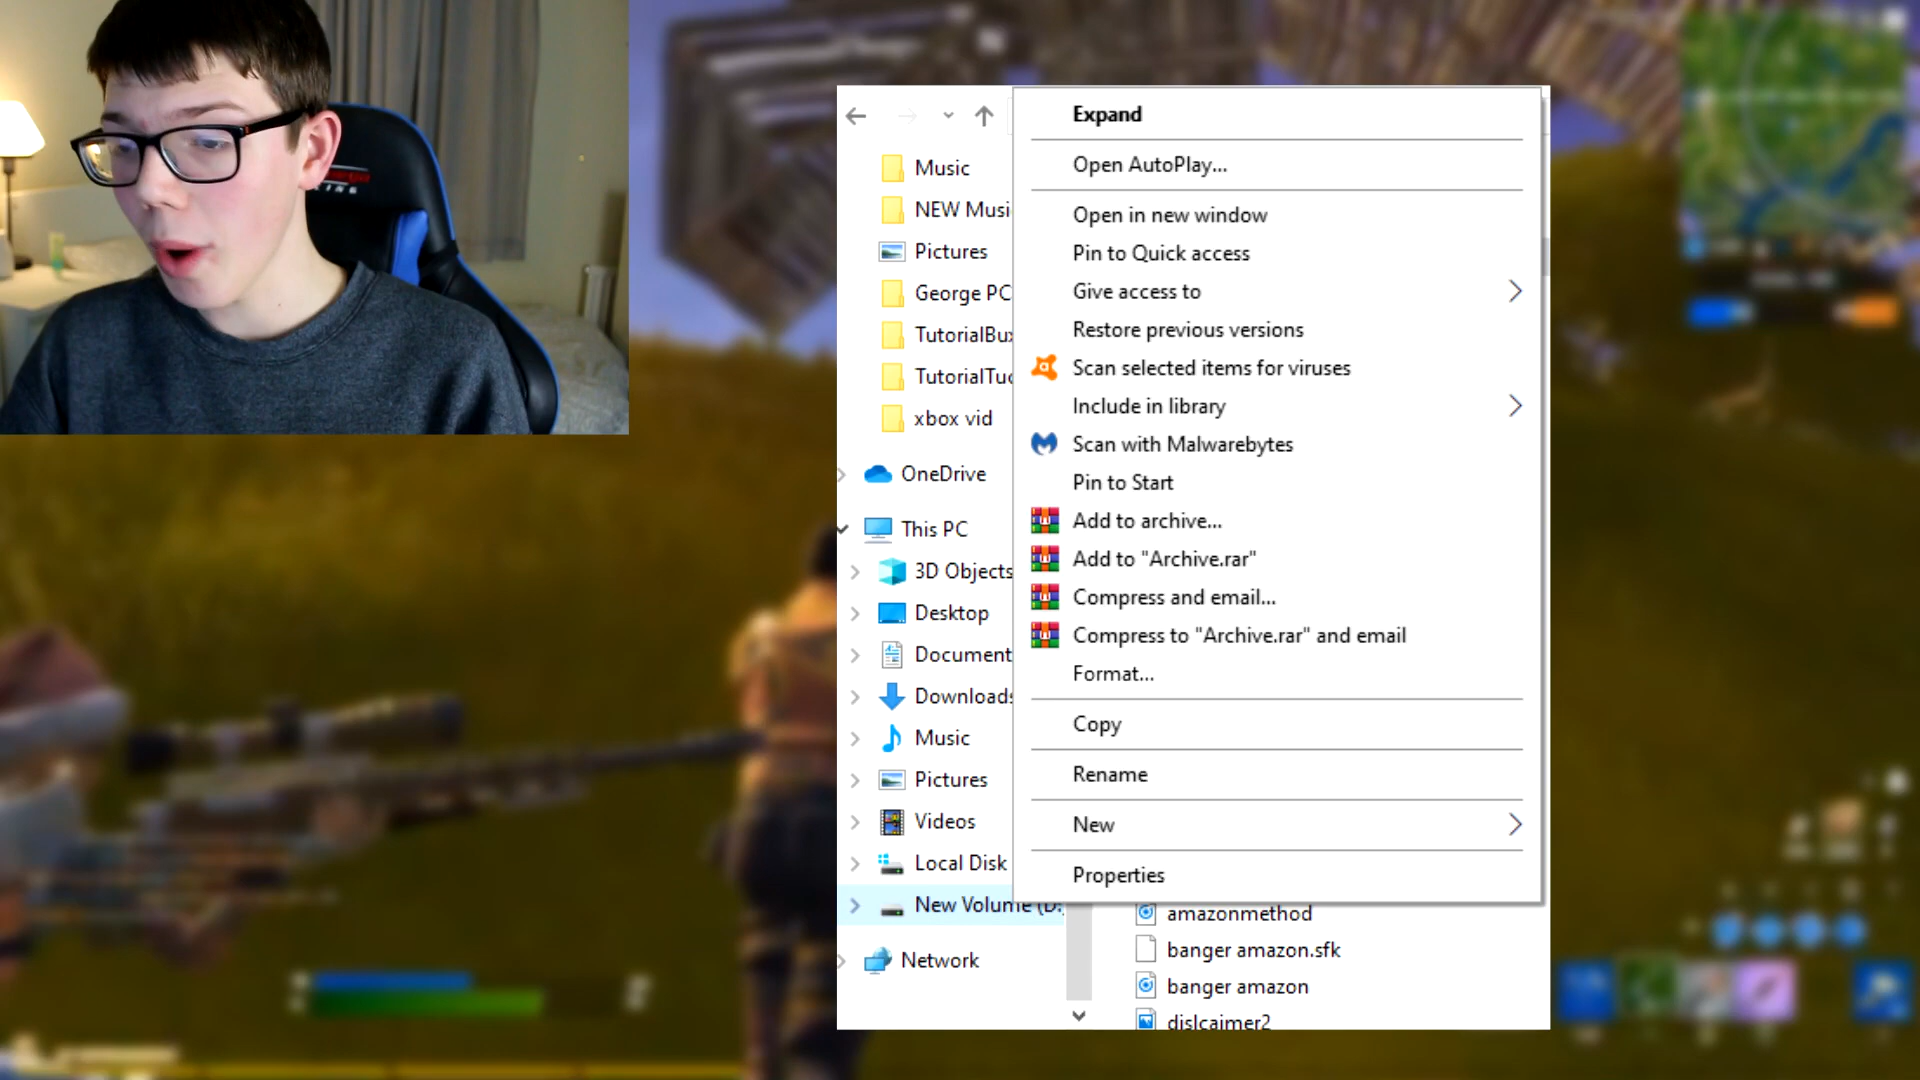 Music
NEW Musi
Pictures
George PC
TutorialBux
TutorialTuc
xbox vid
OneDrive
This PC
3D Objects
Desktop
Document
Downloads
Music
Pictures
Videos
Local Disk
New Volume (D:
Network
Expand
Open AutoPlay...
Open in new window
Pin to Quick access
Give access to
Restore previous versions
Scan selected items for viruses
Include in library
Scan with Malwarebytes
Pin to Start
Add to archive...
Add to "Archive.rar"
Compress and email...
Compress to "Archive.rar" and email
Format...
Copy
Rename
New
Properties
amazonmethod
banger amazon.sfk
banger amazon
dislcaimer2